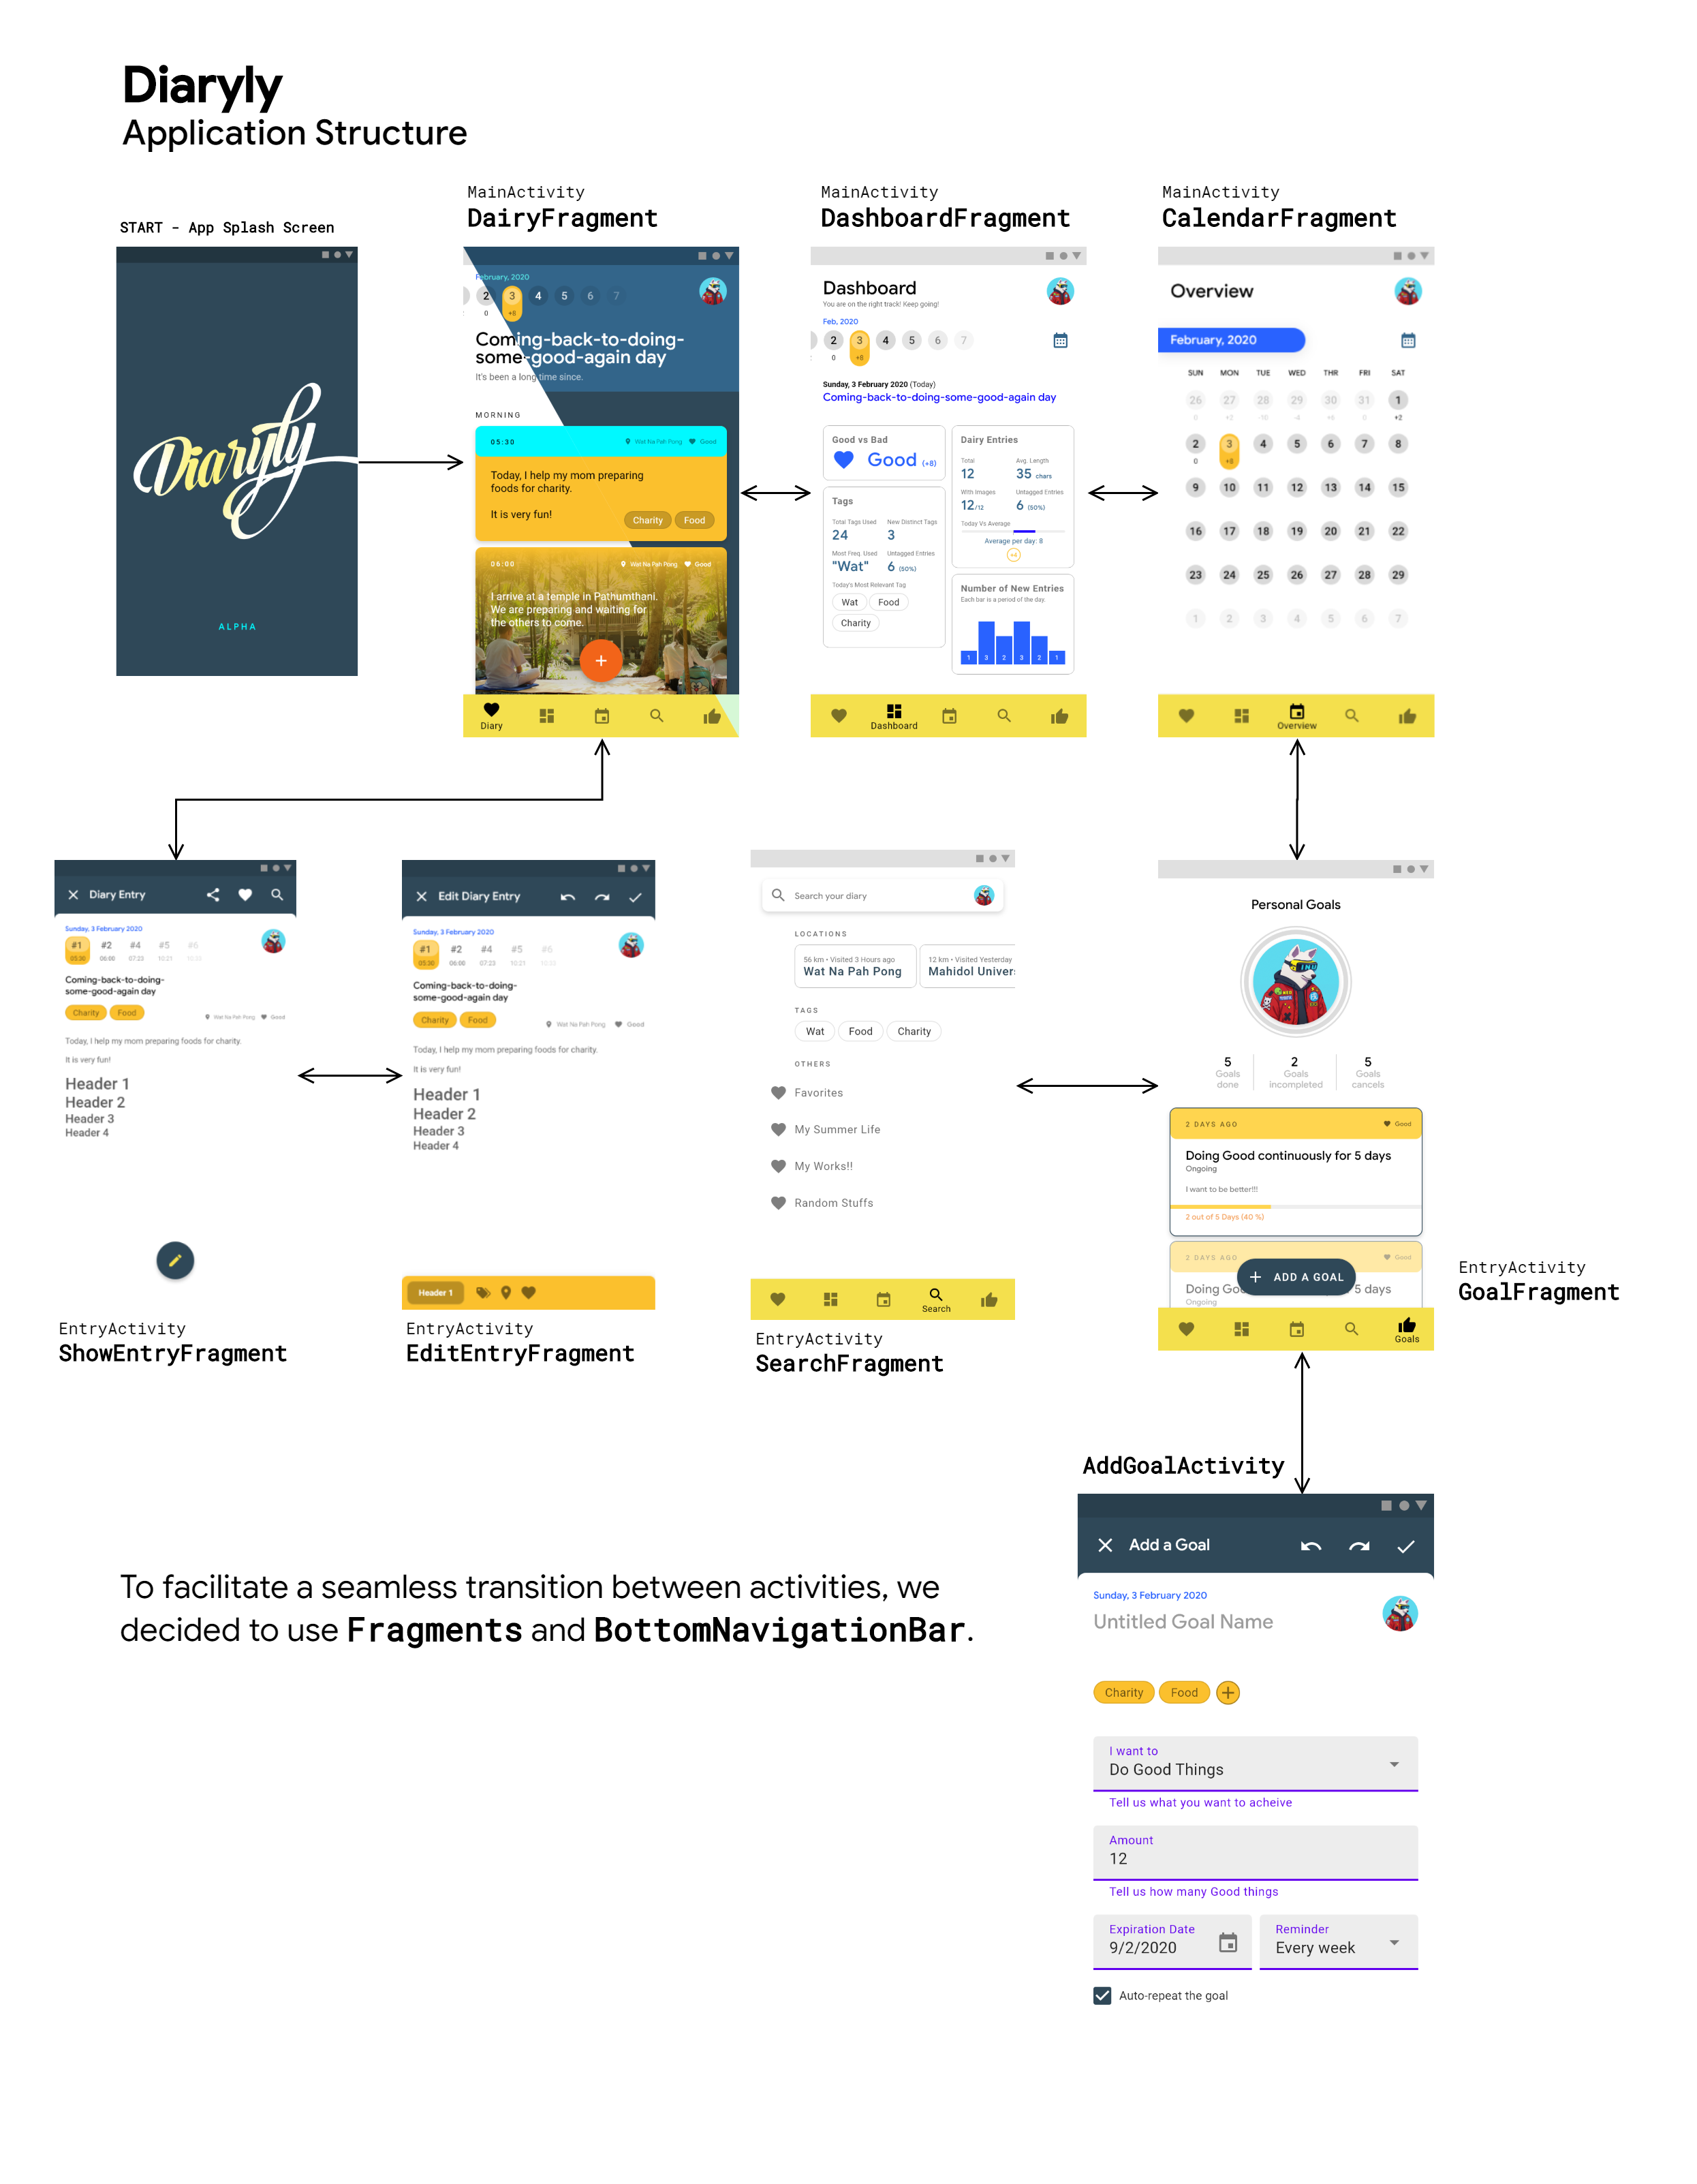 Diaryly
Application Structure
START - App Splash Screen
Diaryly
ALPHA
MainActivity
DairyFragment
February, 2020
2 3 4 5 6 7
0 +8
Coming-back-to-doing-
some-good-again day
It's been a long time since.
MORNING
05:30 Wat Na Pah Pong Good
Today, I help my mom preparing
foods for charity.
It is very fun!
Charity Food
06:00 Wat Na Pah Pong Good
I arrive at a temple in Pathumthani.
We are preparing and waiting for
the others to come.
Diary
MainActivity
DashboardFragment
Dashboard
You are on the right track! Keep going!
Feb, 2020
2 3 4 5 6 7
0 +8
Sunday, 3 February 2020 (Today)
Coming-back-to-doing-some-good-again day
Good vs Bad
Good (+8)
Tags
Total Tags Used New Distinct Tags
24 3
Most Freq. Used Untagged Entries
"Wat" 6 (50%)
Today's Most Relevant Tag
Wat Food
Charity
Dairy Entries
Total Avg. Length
12 35 chars
With Images Untagged Entries
12/12 6 (50%)
Today Vs Average
Average per day: 8
+4
Number of New Entries
Each bar is a period of the day.
1 3 2 3 2 1
Dashboard
MainActivity
CalendarFragment
Overview
February, 2020
SUN MON TUE WED THR FRI SAT
26 27 28 29 30 31 1
0 +2 -10 -4 +6 0 +2
2 3 4 5 6 7 8
0 +8
9 10 11 12 13 14 15
16 17 18 19 20 21 22
23 24 25 26 27 28 29
1 2 3 4 5 6 7
Overview
Diary Entry
Sunday, 3 February 2020
#1 #2 #4 #5 #6
05:30 06:00 07:23 10:21 10:30
Coming-back-to-doing-
some-good-again day
Charity Food
Wat Na Pah Pong Good
Today, I help my mom preparing foods for charity.
It is very fun!
Header 1
Header 2
Header 3
Header 4
EntryActivity
ShowEntryFragment
Edit Diary Entry
Sunday, 3 February 2020
#1 #2 #4 #5 #6
05:30 06:00 07:23 10:21 10:30
Coming-back-to-doing-
some-good-again day
Charity Food
Wat Na Pah Pong Good
Today, I help my mom preparing foods for charity.
It is very fun!
Header 1
Header 2
Header 3
Header 4
Header 1
EntryActivity
EditEntryFragment
Search your diary
LOCATIONS
56 km • Visited 3 Hours ago
Wat Na Pah Pong
12 km • Visited Yesterday
Mahidol Univer
TAGS
Wat Food Charity
OTHERS
Favorites
My Summer Life
My Works!!
Random Stuffs
Search
EntryActivity
SearchFragment
Personal Goals
5 2 5
Goals Goals Goals
done incompleted cancels
2 DAYS AGO Good
Doing Good continuously for 5 days
Ongoing
I want to be better!!!
2 out of 5 Days (40 %)
2 DAYS AGO Good
Doing Goo 5 days
Ongoing
+ ADD A GOAL
Goals
EntryActivity
GoalFragment
AddGoalActivity
Add a Goal
Sunday, 3 February 2020
Untitled Goal Name
Charity Food
I want to
Do Good Things
Tell us what you want to acheive
Amount
12
Tell us how many Good things
Expiration Date
9/2/2020
Reminder
Every week
Auto-repeat the goal
To facilitate a seamless transition between activities, we
decided to use Fragments and BottomNavigationBar.